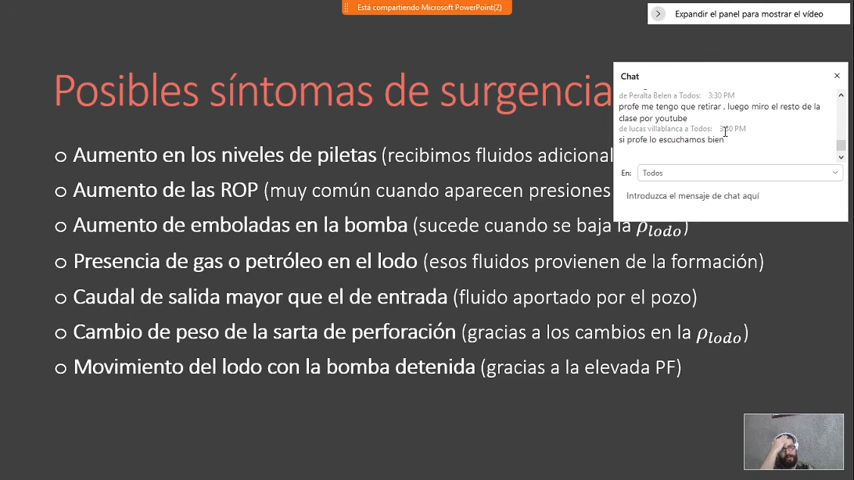 Está compartiendo Microsoft PowerPoint(2)
Expandir el panel para mostrar el vídeo
Posibles síntomas de surgencia
Chat
de Peralta Belen a Todos: 3:30 PM
profe me tengo que retirar , luego miro el resto de la
clase por youtube
de lucas villablanca a Todos: PM
si profe lo escuchamos bien
En: Todos
Introduzca el mensaje de chat aquí
Aumento en los niveles de piletas (recibimos fluidos adicional
Aumento de las ROP (muy común cuando aparecen presiones
Aumento de emboladas en la bomba (sucede cuando se baja la ρlodo)
Presencia de gas o petróleo en el lodo (esos fluidos provienen de la formación)
Caudal de salida mayor que el de entrada (fluido aportado por el pozo)
Cambio de peso de la sarta de perforación (gracias a los cambios en la ρlodo)
Movimiento del lodo con la bomba detenida (gracias a la elevada PF)